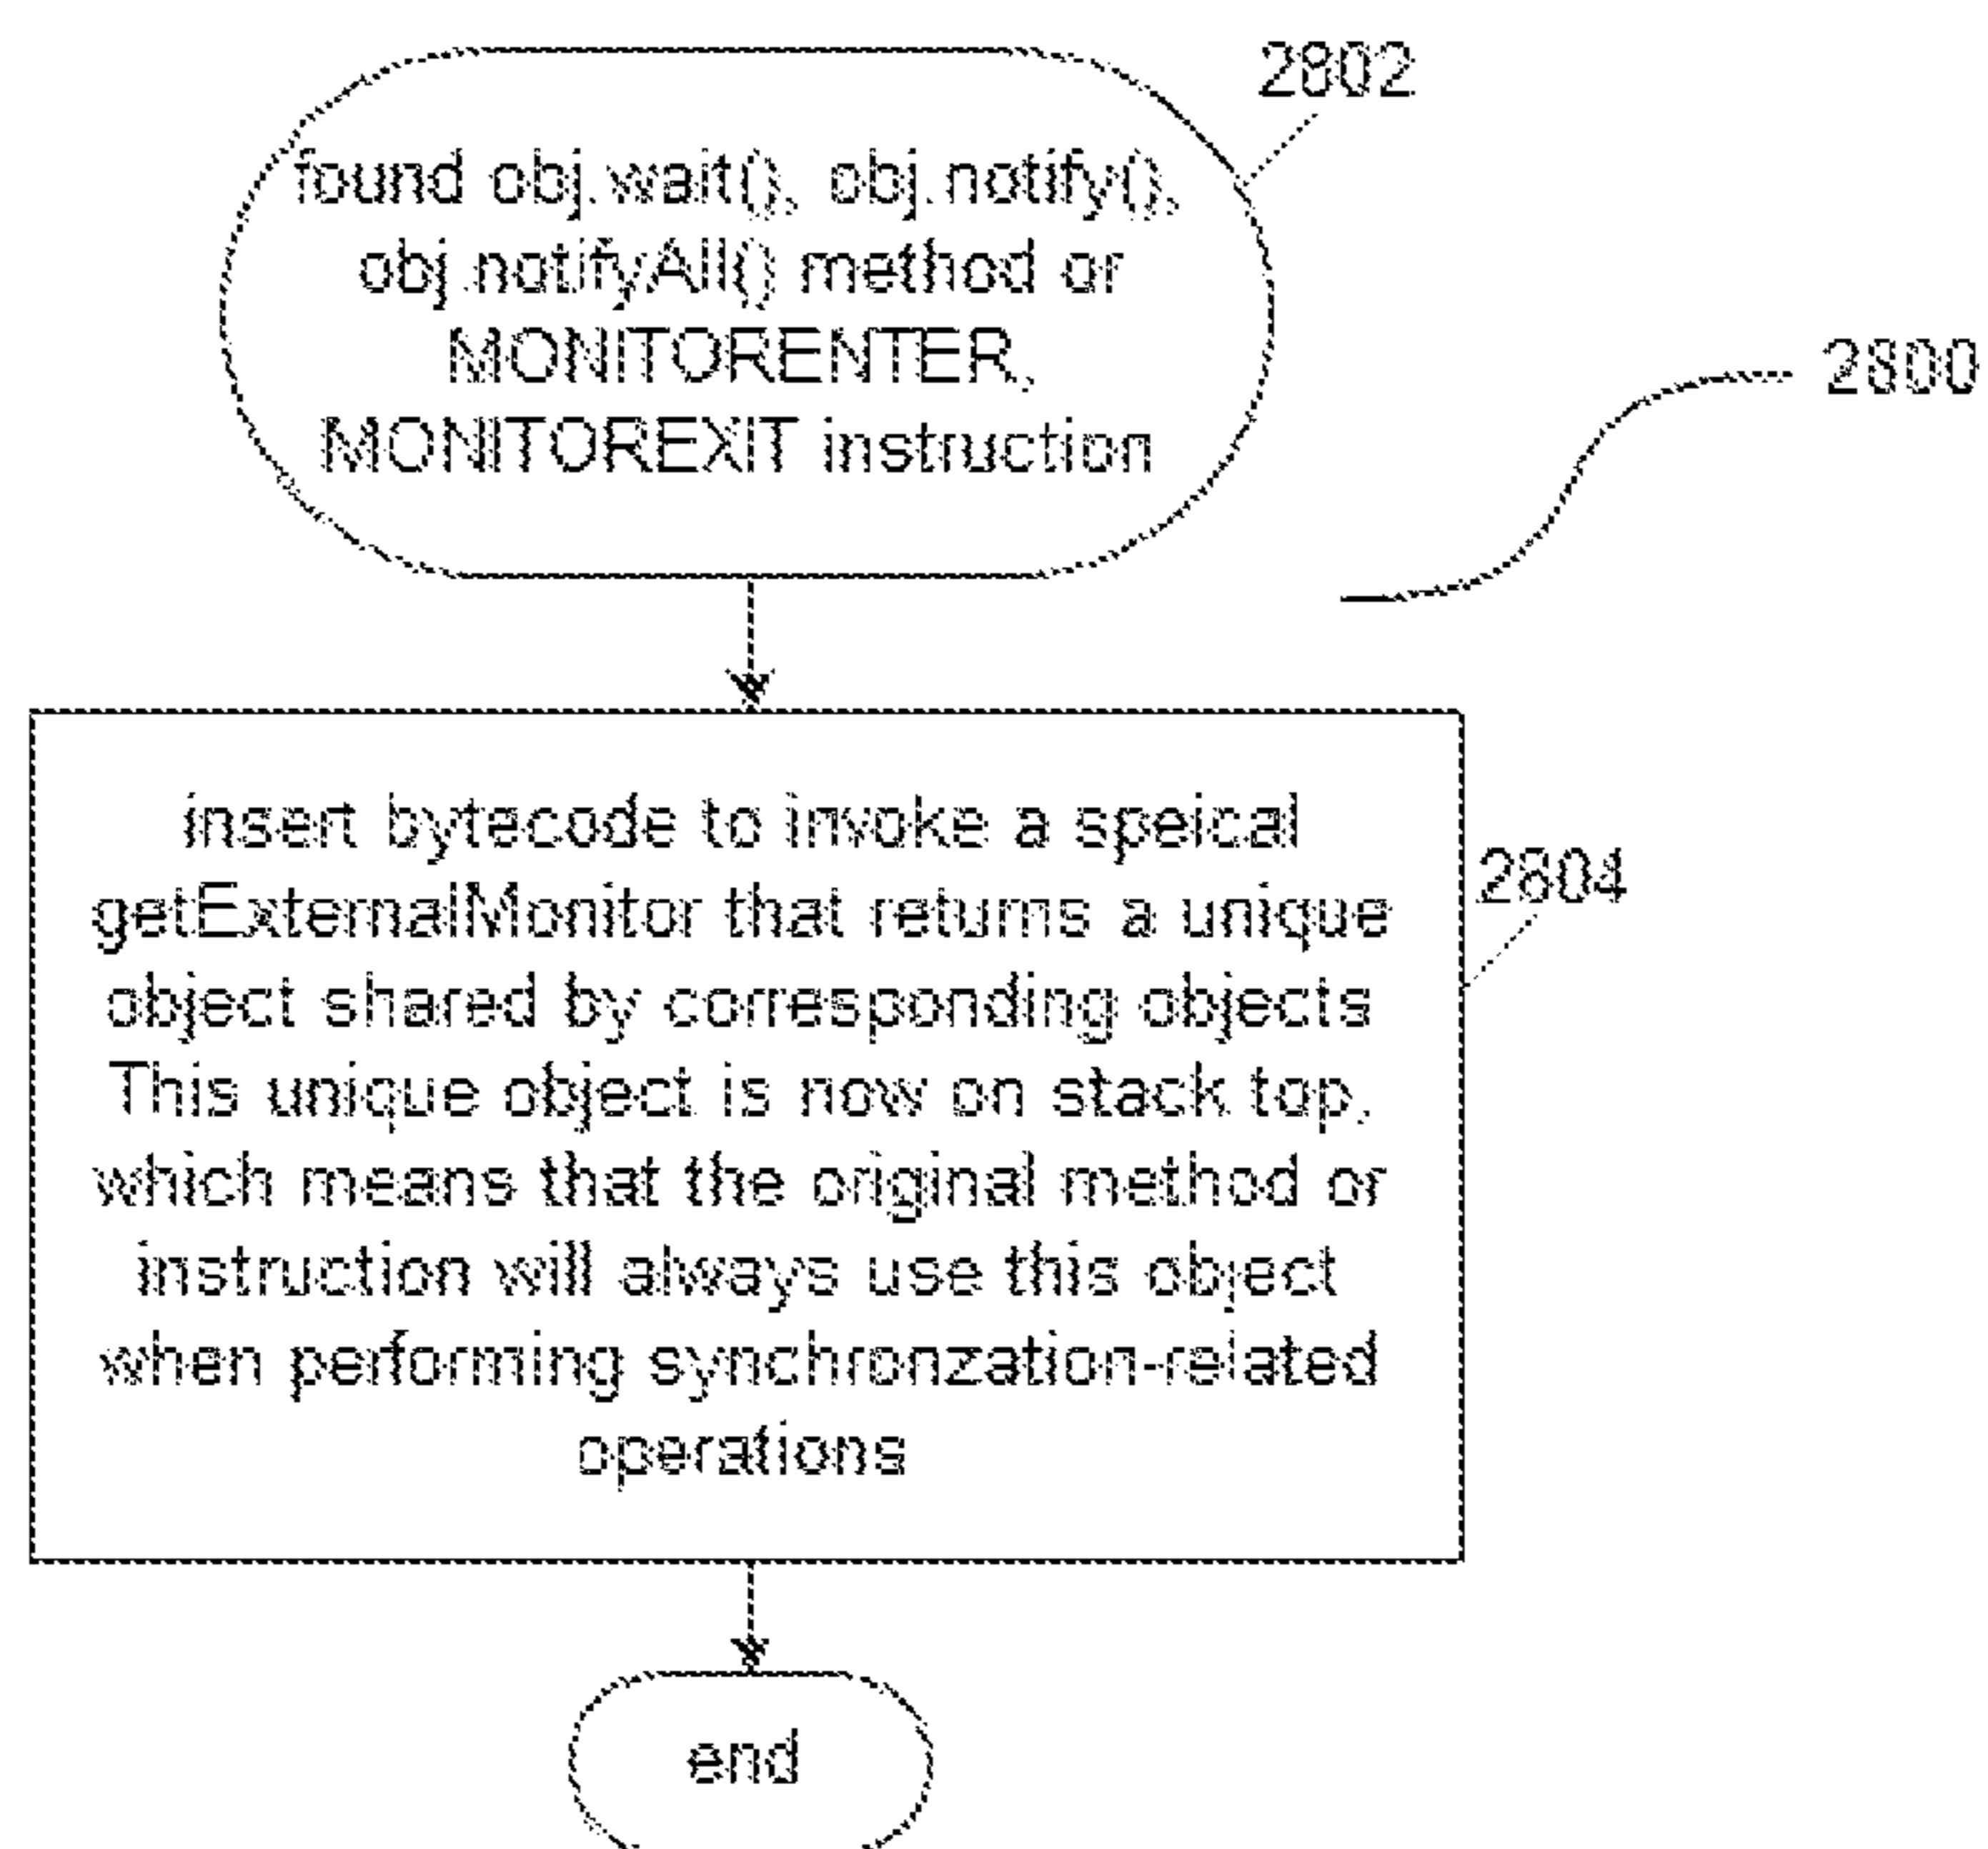 2802
found obj.wait(), obj.notify(),
obj.notifyAll() method or
MONITORENTER,
MONITOREXIT instruction
2800
insert bytecode to invoke a speical
getExternalMonitor that returns a unique
object shared by corresponding objects
This unique object is now on stack top,
which means that the original method or
instruction will always use this object
when performing synchronzation-related
operations
2804
end